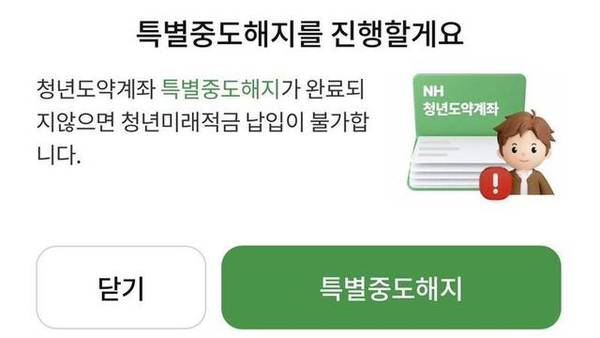 특별중도해지를 진행할게요
청년도약계좌 특별중도해지가 완료되
지않으면 청년미래적금 납입이 불가합
니다.
NH
청년도약계좌
닫기
특별중도해지